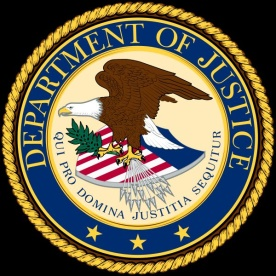 DEPARTMENT OF JUSTICE
QUI PRO DOMINA JUSTITIA SEQUITUR